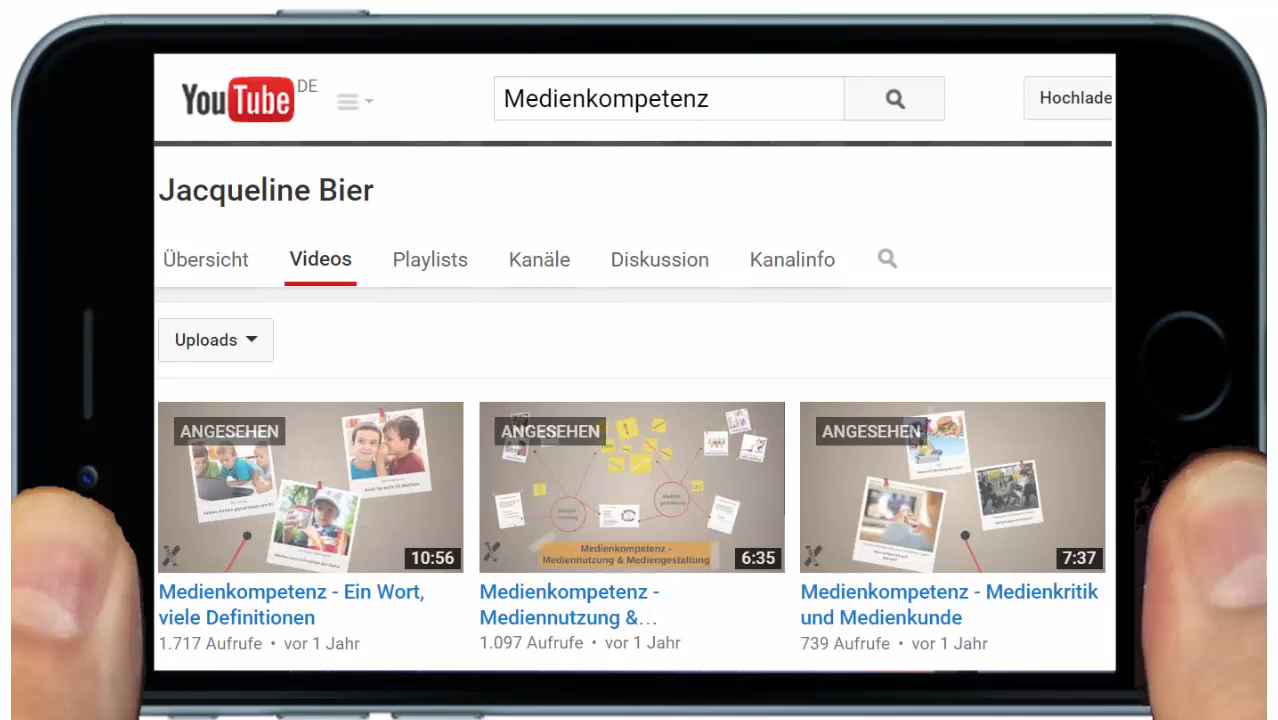 YouTube DE
Medienkompetenz
Hochlade
Jacqueline Bier
Übersicht Videos Playlists Kanäle Diskussion Kanalinfo
Uploads
ANGESEHEN ANGESEHEN ANGESEHEN
Medienkompetenz -
Mediennutzung & Mediengestaltung
10:56 6:35 7:37
Medienkompetenz - Ein Wort,
viele Definitionen
1.717 Aufrufe • vor 1 Jahr
Medienkompetenz -
Mediennutzung &...
1.097 Aufrufe • vor 1 Jahr
Medienkompetenz - Medienkritik
und Medienkunde
739 Aufrufe • vor 1 Jahr